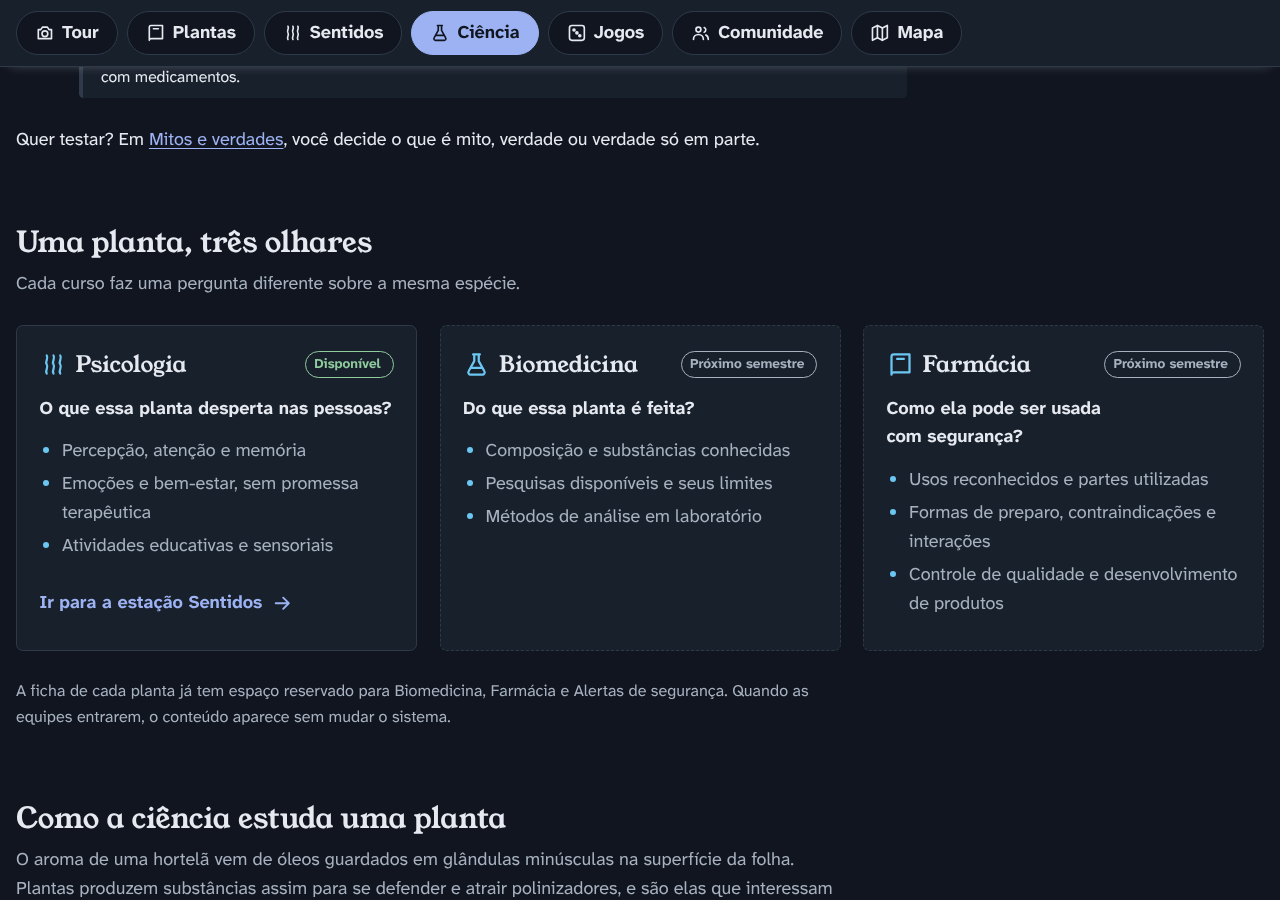 Tour
Plantas
Sentidos
Ciência
Jogos
Comunidade
Mapa
com medicamentos.
Quer testar? Em Mitos e verdades, você decide o que é mito, verdade ou verdade só em parte.
Uma planta, três olhares
Cada curso faz uma pergunta diferente sobre a mesma espécie.
Psicologia
Disponível
O que essa planta desperta nas pessoas?
Percepção, atenção e memória
Emoções e bem-estar, sem promessa
terapêutica
Atividades educativas e sensoriais
Ir para a estação Sentidos
Biomedicina
Próximo semestre
Do que essa planta é feita?
Composição e substâncias conhecidas
Pesquisas disponíveis e seus limites
Métodos de análise em laboratório
Farmácia
Próximo semestre
Como ela pode ser usada
com segurança?
Usos reconhecidos e partes utilizadas
Formas de preparo, contraindicações e
interações
Controle de qualidade e desenvolvimento
de produtos
A ficha de cada planta já tem espaço reservado para Biomedicina, Farmácia e Alertas de segurança. Quando as
equipes entrarem, o conteúdo aparece sem mudar o sistema.
Como a ciência estuda uma planta
O aroma de uma hortelã vem de óleos guardados em glândulas minúsculas na superfície da folha.
Plantas produzem substâncias assim para se defender e atrair polinizadores, e são elas que interessam